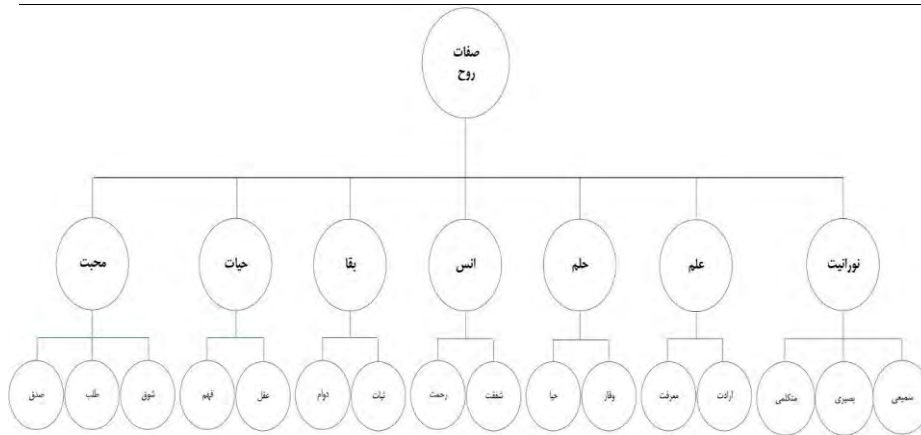 صفات
روح
نورانیت
علم
حلم
انس
بقا
حیات
محبت
سمیعی
بصیری
متکلمی
ارادت
معرفت
وقار
حیا
شفقت
رحمت
ثبات
دوام
عقل
فهم
شوق
طلب
صدق